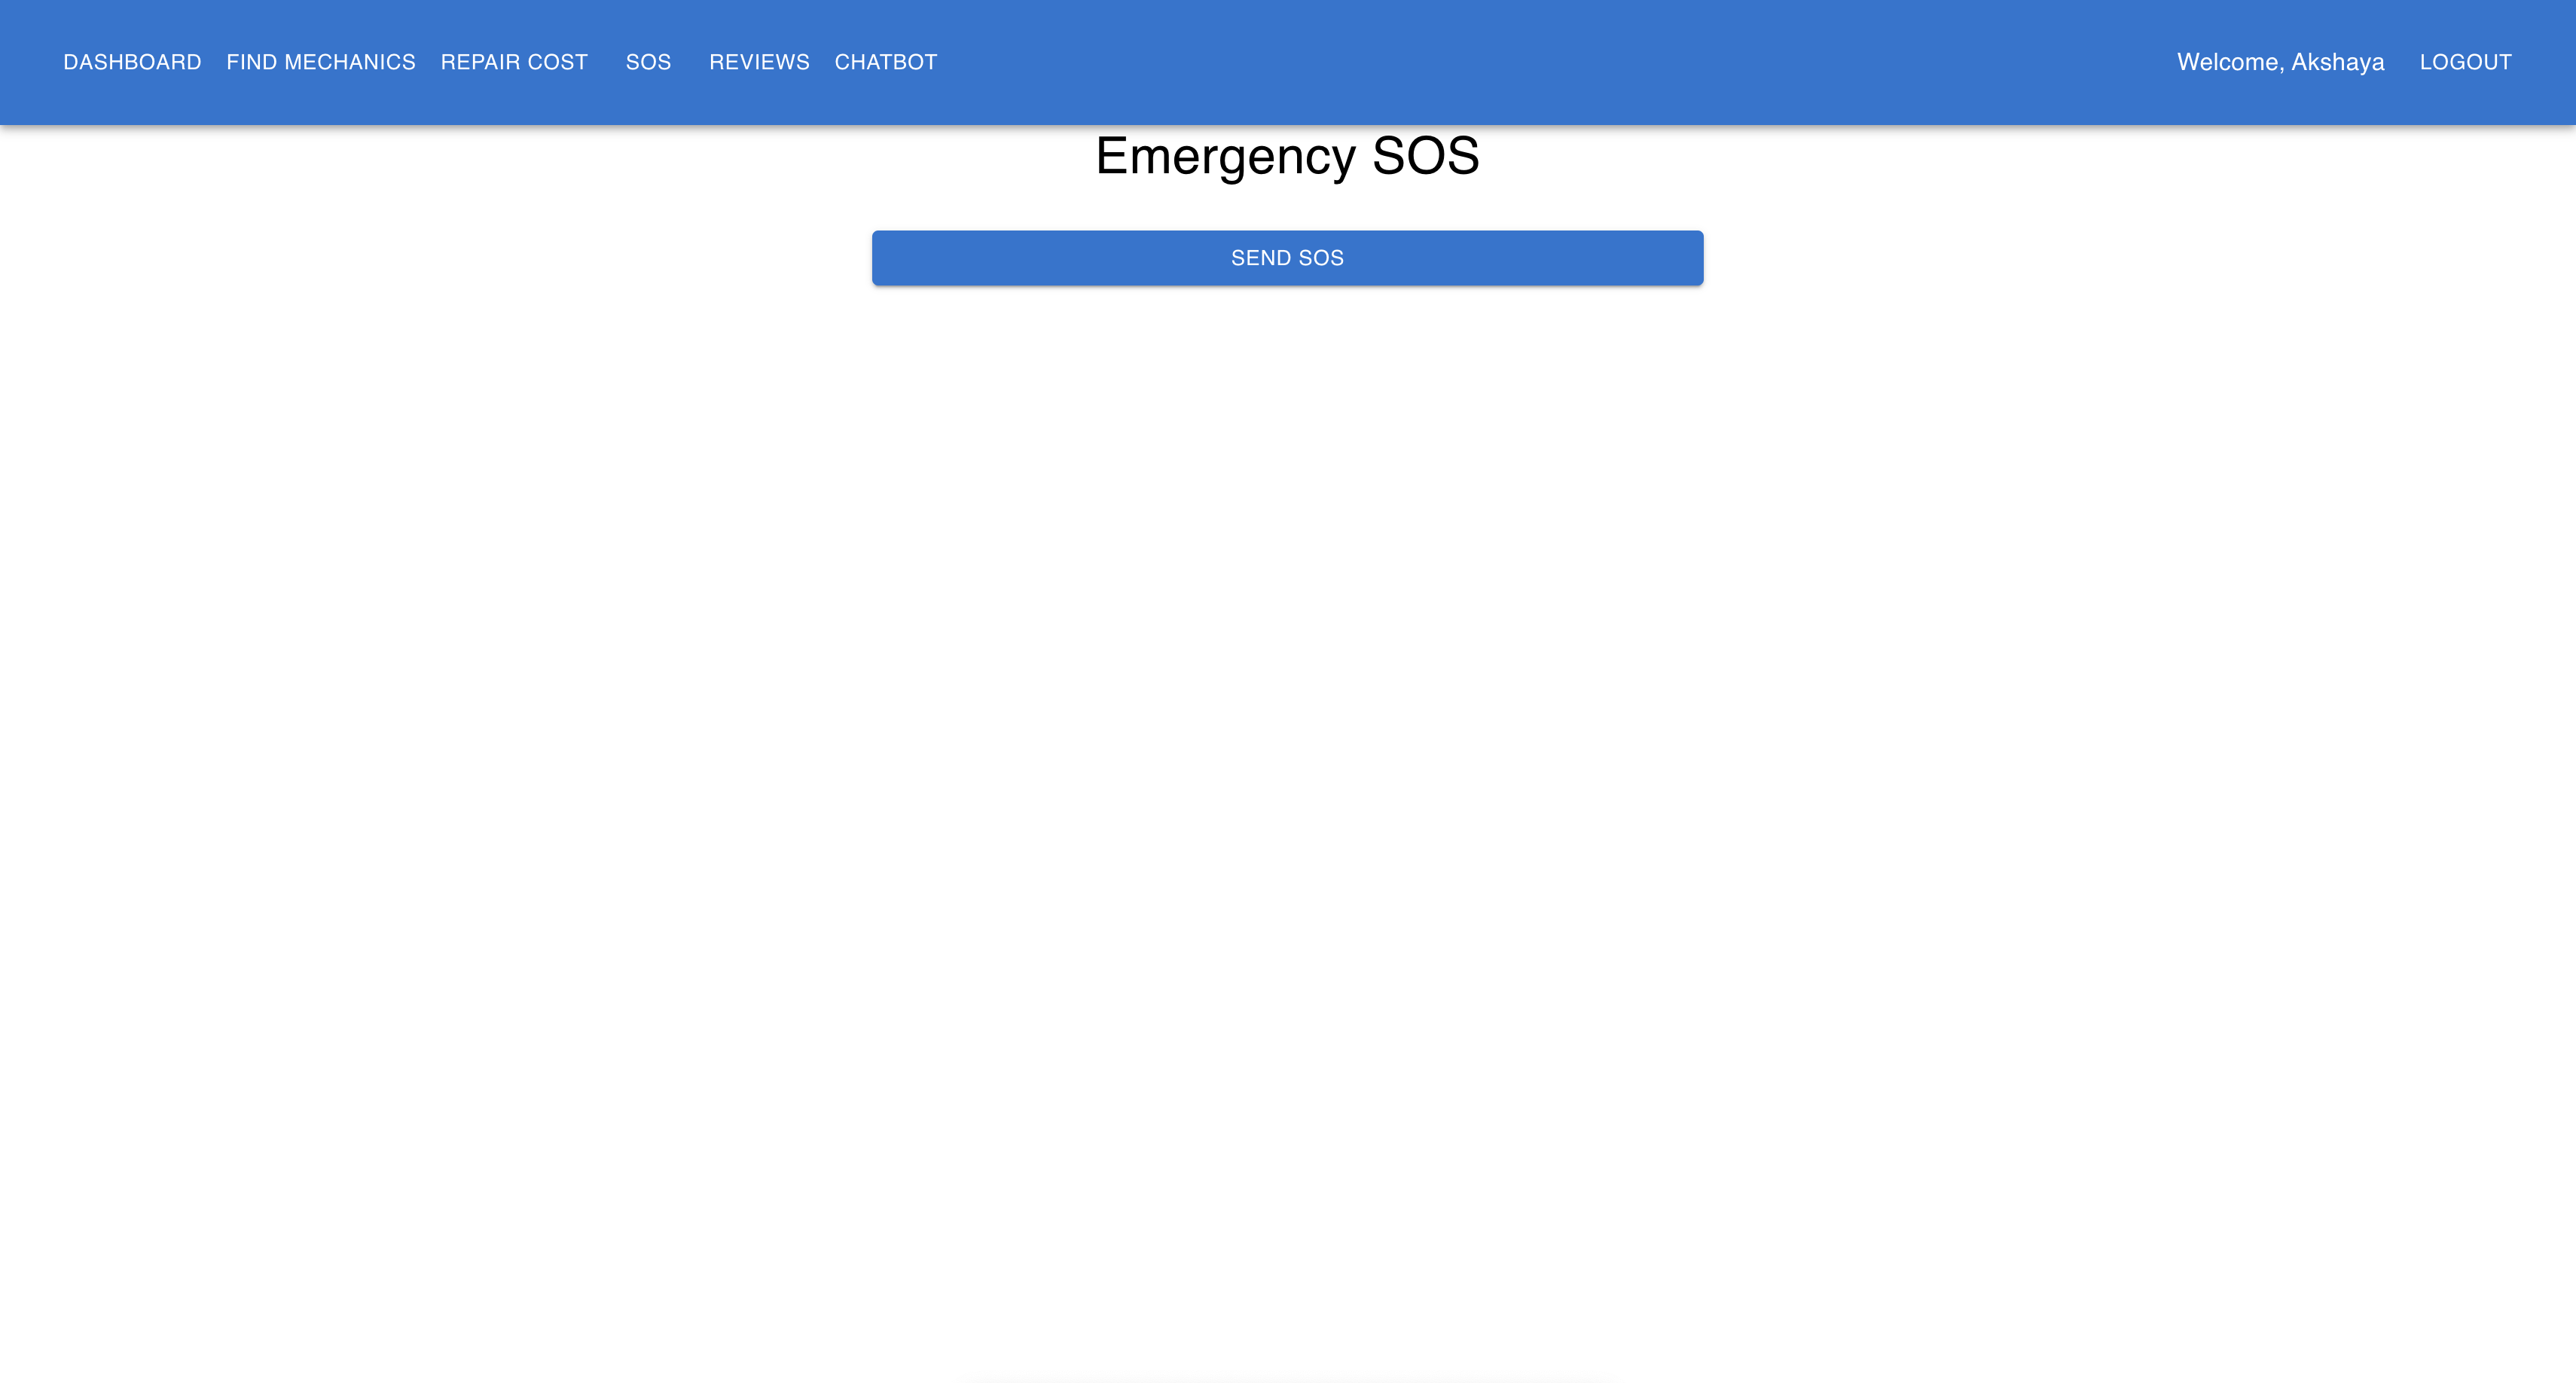 DASHBOARD FIND MECHANICS REPAIR COST SOS REVIEWS CHATBOT Welcome, Akshaya LOGOUT
Emergency SOS
SEND SOS